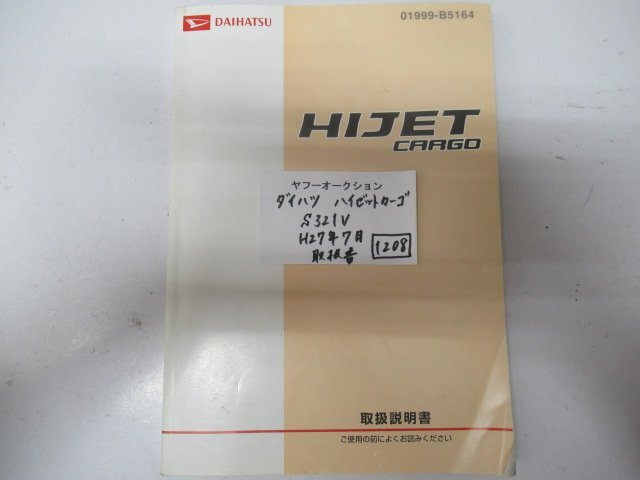 DAIHATSU
01999-B5164
HIJET
CARGO
ヤフーオークション
ダイハツ ハイゼットカーゴ
S321V
H27年7月
取扱書 1208
取扱説明書
ご使用の前によくお読みください